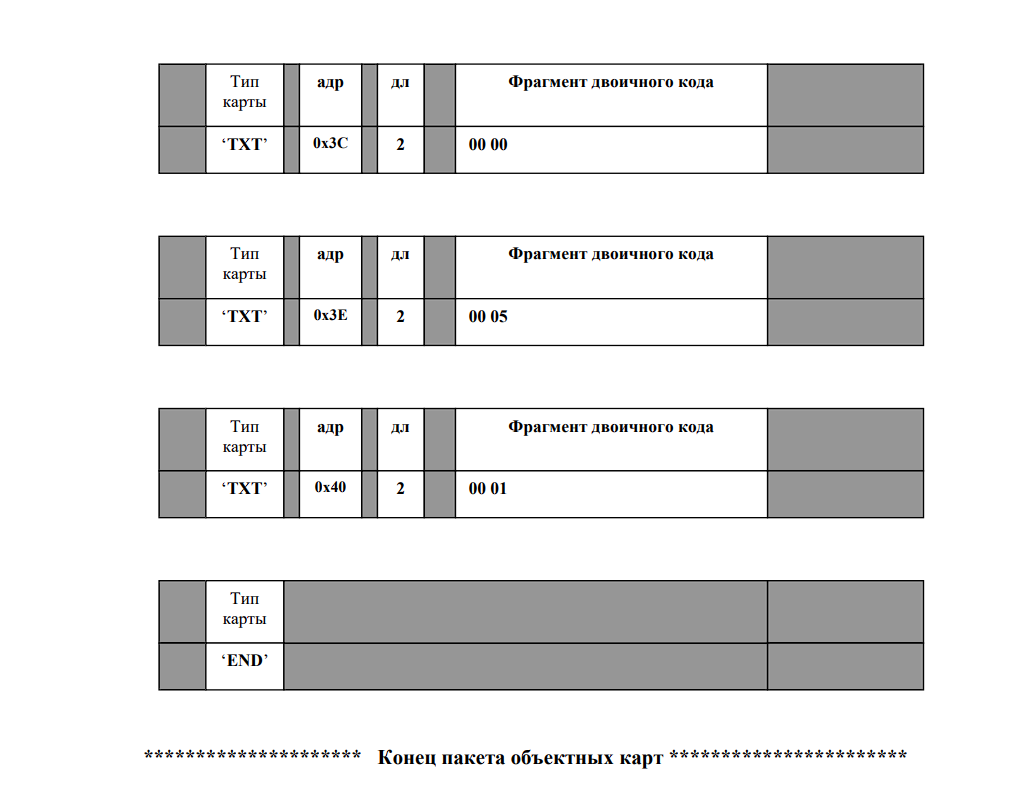 Тип карты адр дл Фрагмент двоичного кода
‘TXT’ 0x3C 2 00 00
Тип карты адр дл Фрагмент двоичного кода
‘TXT’ 0x3E 2 00 05
Тип карты адр дл Фрагмент двоичного кода
‘TXT’ 0x40 2 00 01
Тип карты
‘END’
********************* Конец пакета объектных карт ***********************